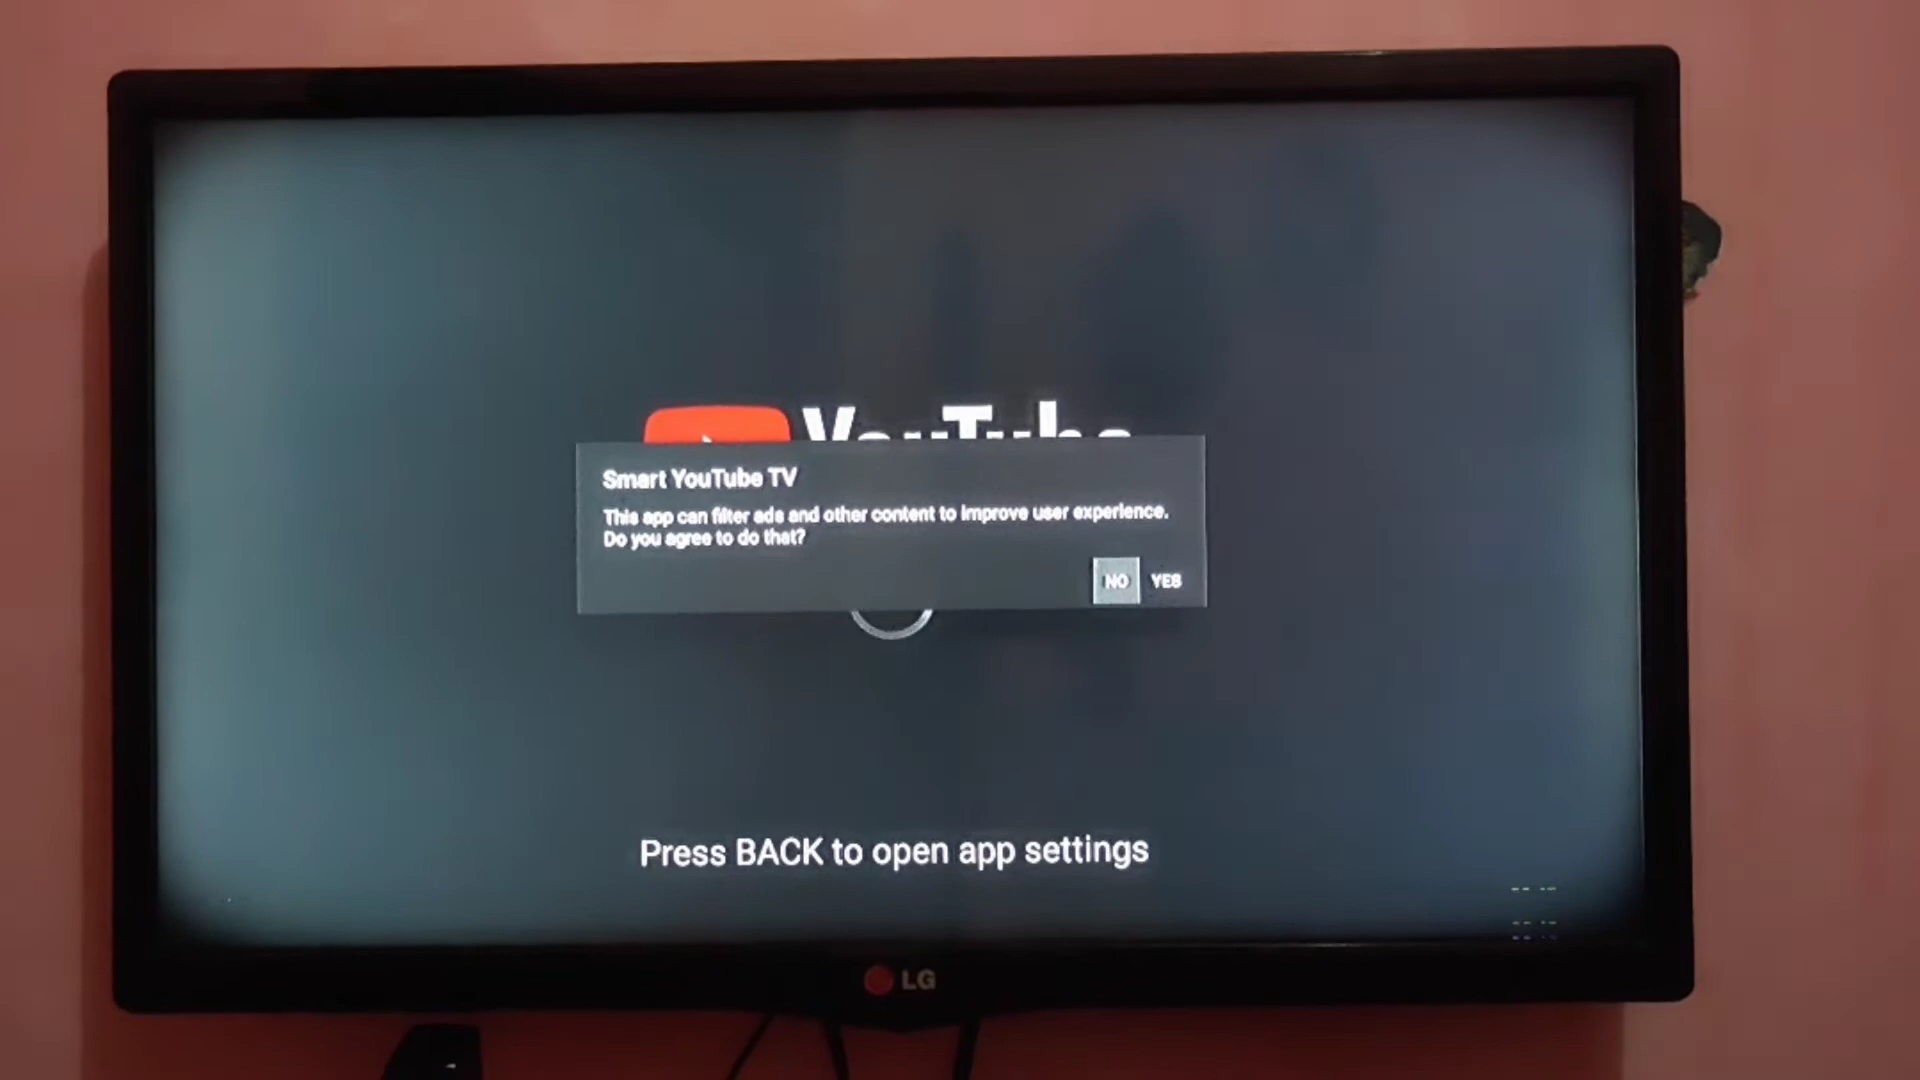 YouTube
Smart YouTube TV
This app can filter ads and other content to improve user experience.
Do you agree to do that?
NO YES
Press BACK to open app settings
LG